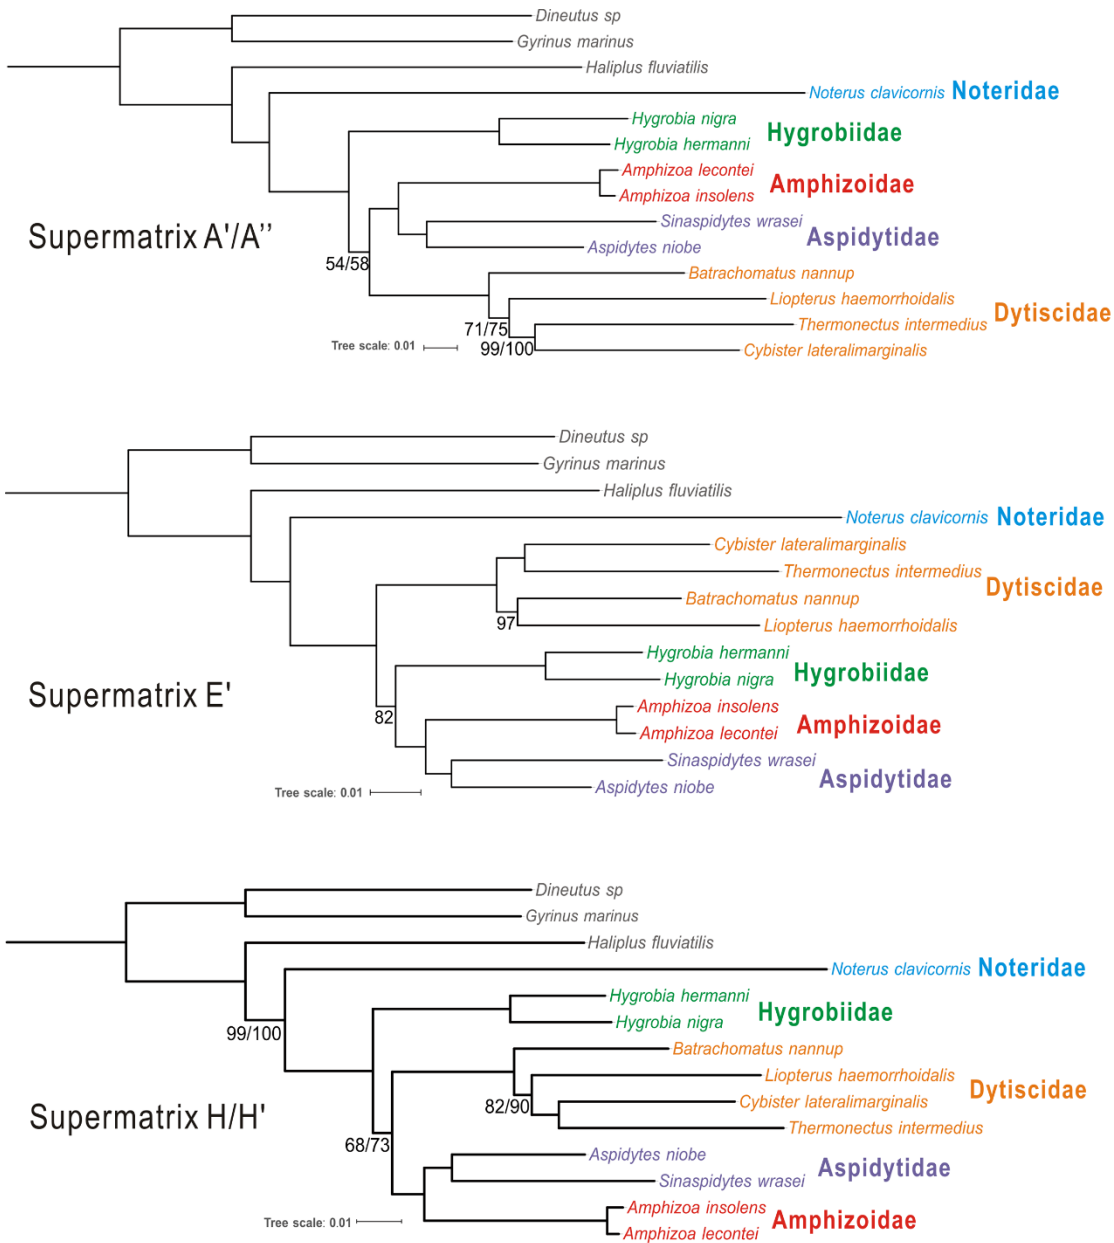 Dineutus sp
Gyrinus marinus
Haliplus fluviatilis
Noterus clavicornis Noteridae
Hygrobia nigra
Hygrobiidae
Hygrobia hermanni
Amphizoa lecontei
Amphizoidae
Amphizoa insolens
Sinaspidytes wrasei
Supermatrix A'/A''
Aspidytidae
Aspidytes niobe
54/58
Batrachomatus nannup
Liopterus haemorrhoidalis
Dytiscidae
71/75
Thermonectus intermedius
Tree scale: 0.01
99/100
Cybister lateralimarginalis
Dineutus sp
Gyrinus marinus
Haliplus fluviatilis
Noterus clavicornis Noteridae
Cybister lateralimarginalis
Thermonectus intermedius
Dytiscidae
Batrachomatus nannup
97
Liopterus haemorrhoidalis
Hygrobia hermanni
Hygrobiidae
Hygrobia nigra
Supermatrix E'
Amphizoa insolens
82
Amphizoidae
Amphizoa lecontei
Sinaspidytes wrasei
Aspidytidae
Aspidytes niobe
Tree scale: 0.01
Dineutus sp
Gyrinus marinus
Haliplus fluviatilis
Noterus clavicornis Noteridae
Hygrobia hermanni
Hygrobiidae
Hygrobia nigra
99/100
Batrachomatus nannup
Liopterus haemorrhoidalis
Dytiscidae
82/90
Cybister lateralimarginalis
Supermatrix H/H'
Thermonectus intermedius
68/73
Aspidytes niobe
Aspidytidae
Sinaspidytes wrasei
Amphizoa insolens
Amphizoidae
Tree scale: 0.01
Amphizoa lecontei